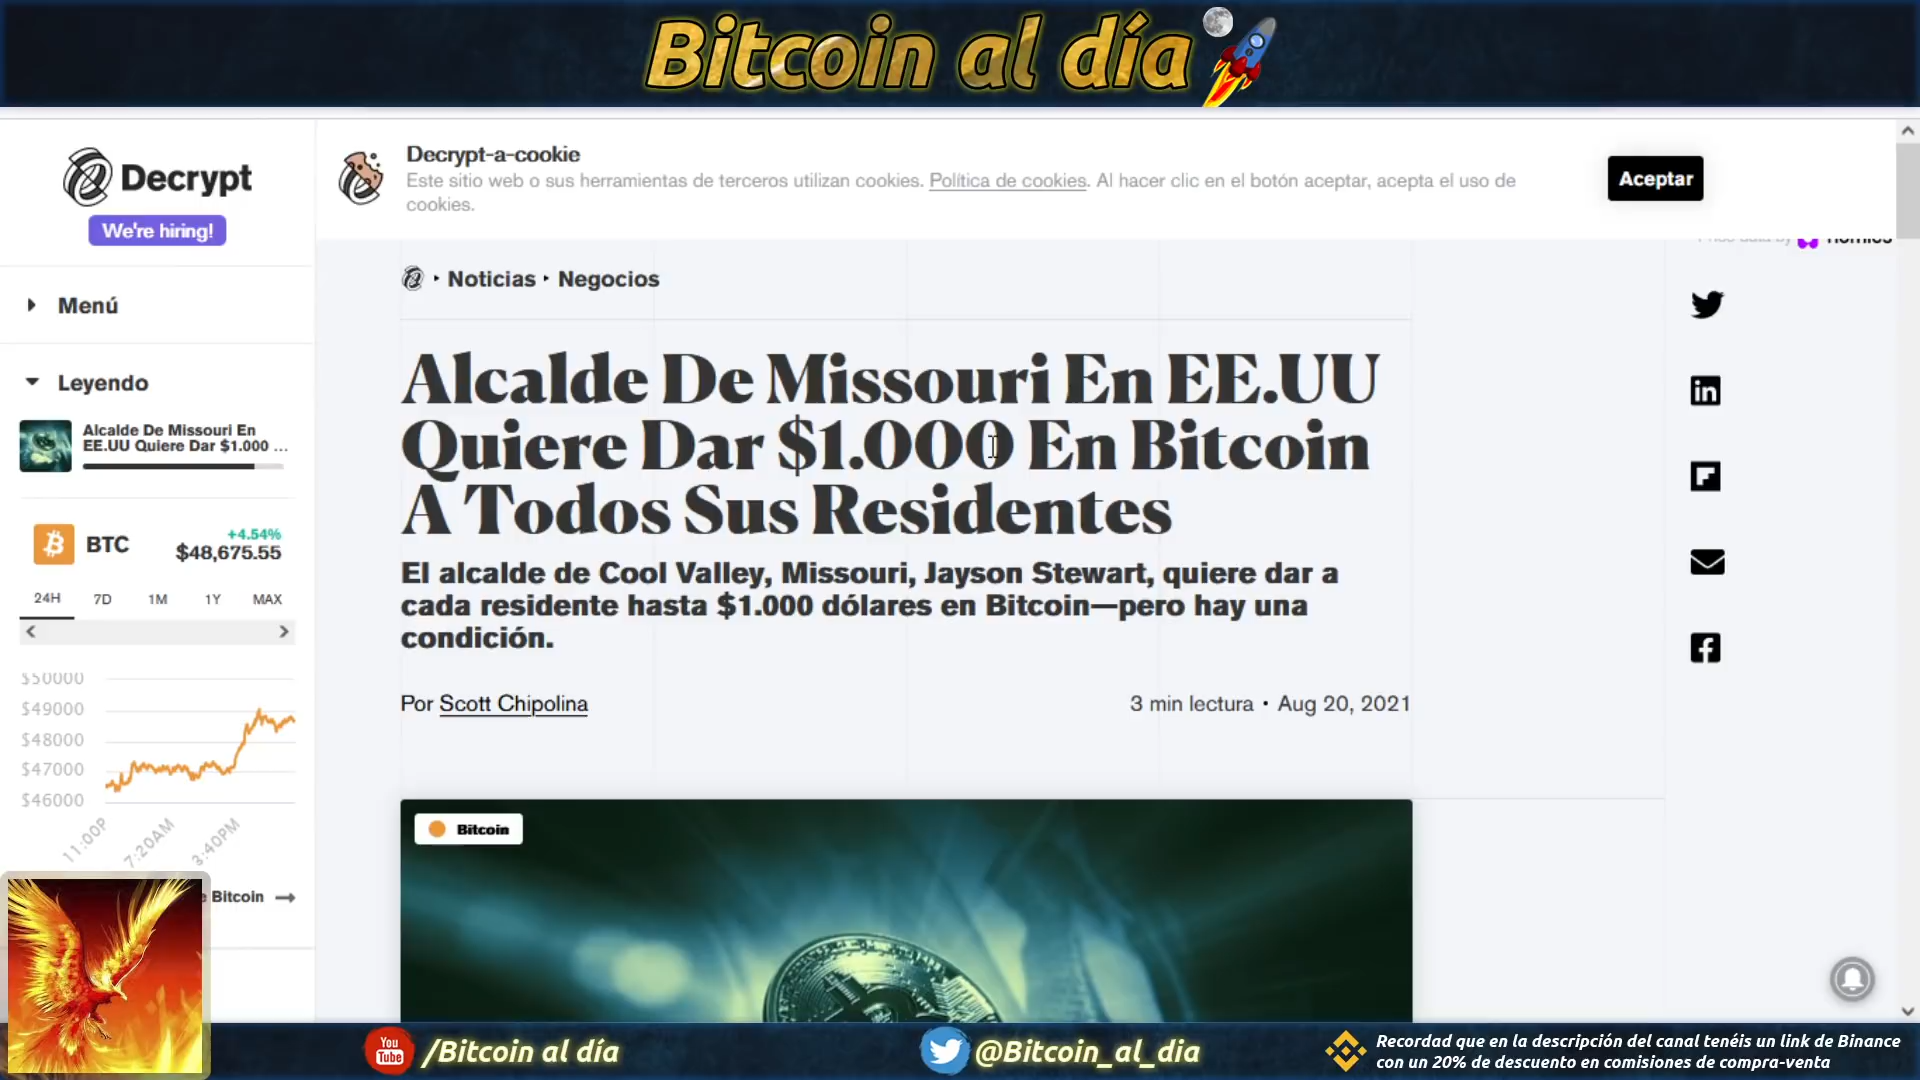 Bitcoin al día
Decrypt
We're hiring!
Menú
Leyendo
Alcalde De Missouri En
EE.UU Quiere Dar $1.000 ...
BTC
+4.54%
$48,675.55
24H 7D 1M 1Y MAX
$50000
$49000
$48000
$47000
$46000
7:20AM
3:40PM
Bitcoin
Decrypt-a-cookie
Este sitio web o sus herramientas de terceros utilizan cookies. Política de cookies. Al hacer clic en el botón aceptar, acepta el uso de
cookies.
Aceptar
Noticias Negocios
Alcalde De Missouri En EE.UU
Quiere Dar $1.000 En Bitcoin
A Todos Sus Residentes
El alcalde de Cool Valley, Missouri, Jayson Stewart, quiere dar a
cada residente hasta $1.000 dólares en Bitcoin—pero hay una
condición.
Por Scott Chipolina
3 min lectura • Aug 20, 2021
Bitcoin
You
Tube
/Bitcoin al día
@Bitcoin_al_dia
Recordad que en la descripción del canal tenéis un link de Binance
con un 20% de descuento en comisiones de compra-venta